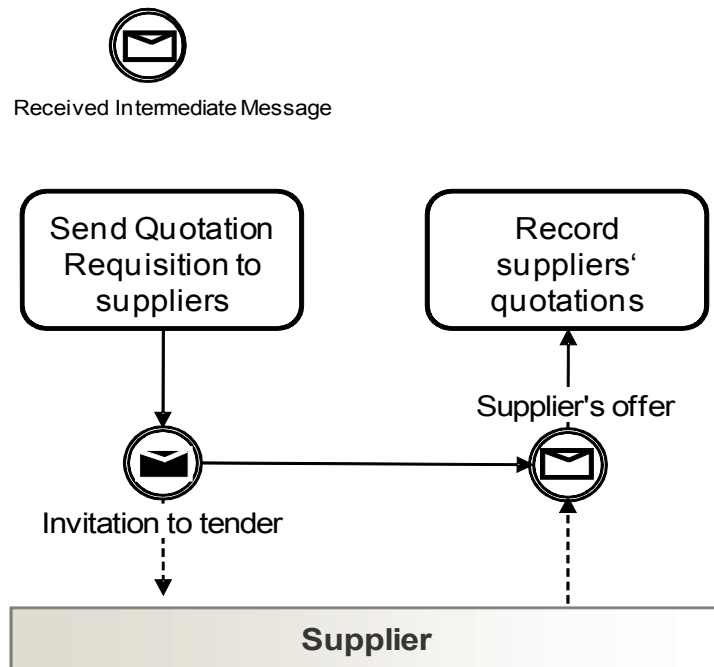 Received Intermediate Message
Send Quotation
Requisition to
suppliers
Record
suppliers‘
quotations
Supplier's offer
Invitation to tender
Supplier